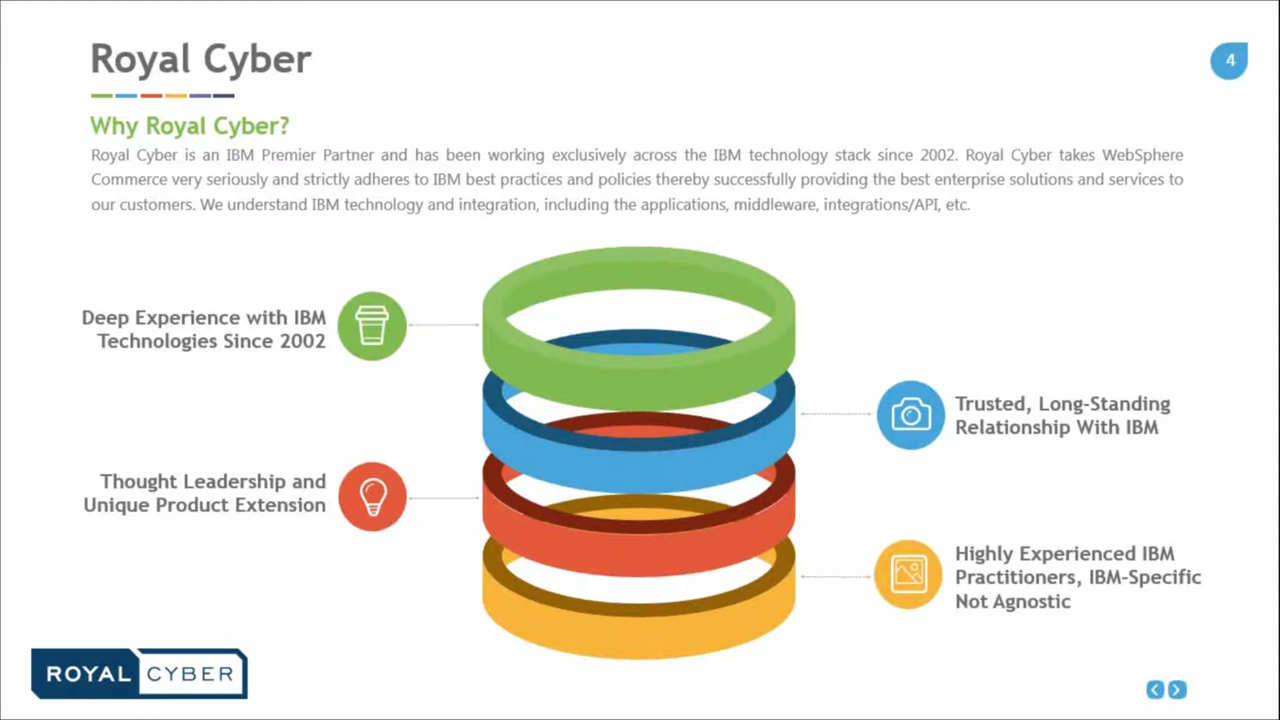 Royal Cyber
4
Why Royal Cyber?
Royal Cyber is an IBM Premier Partner and has been working exclusively across the IBM technology stack since 2002. Royal Cyber takes WebSphere
Commerce very seriously and strictly adheres to IBM best practices and policies thereby successfully providing the best enterprise solutions and services to
our customers. We understand IBM technology and integration, including the applications, middleware, integrations/API, etc.
Deep Experience with IBM
Technologies Since 2002
Trusted, Long-Standing
Relationship With IBM
Thought Leadership and
Unique Product Extension
Highly Experienced IBM
Practitioners, IBM-Specific
Not Agnostic
ROYAL CYBER